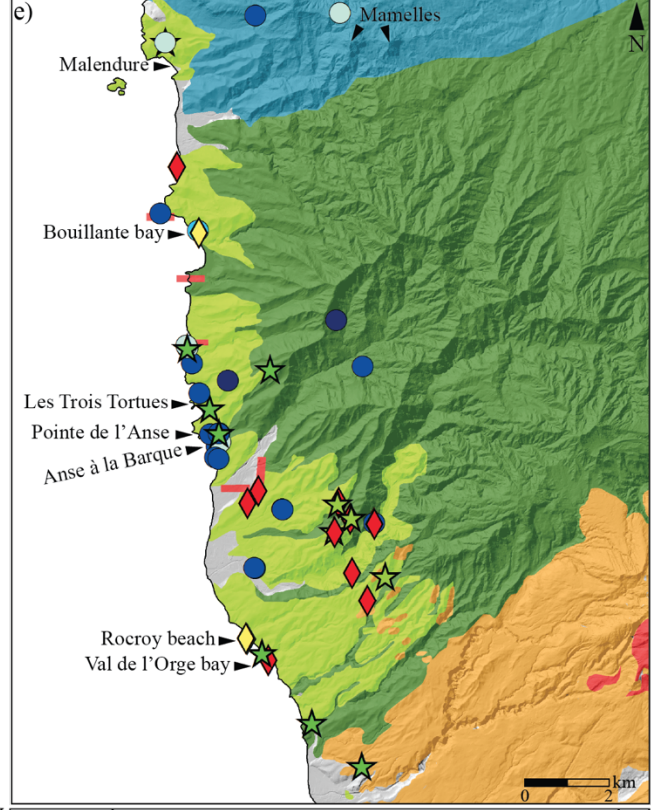 e)
Mamelles
N
Malendure
Bouillante bay
Les Trois Tortues
Pointe de l'Anse
Anse à la Barque
Rocroy beach
Val de l'Orge bay
km
0 2